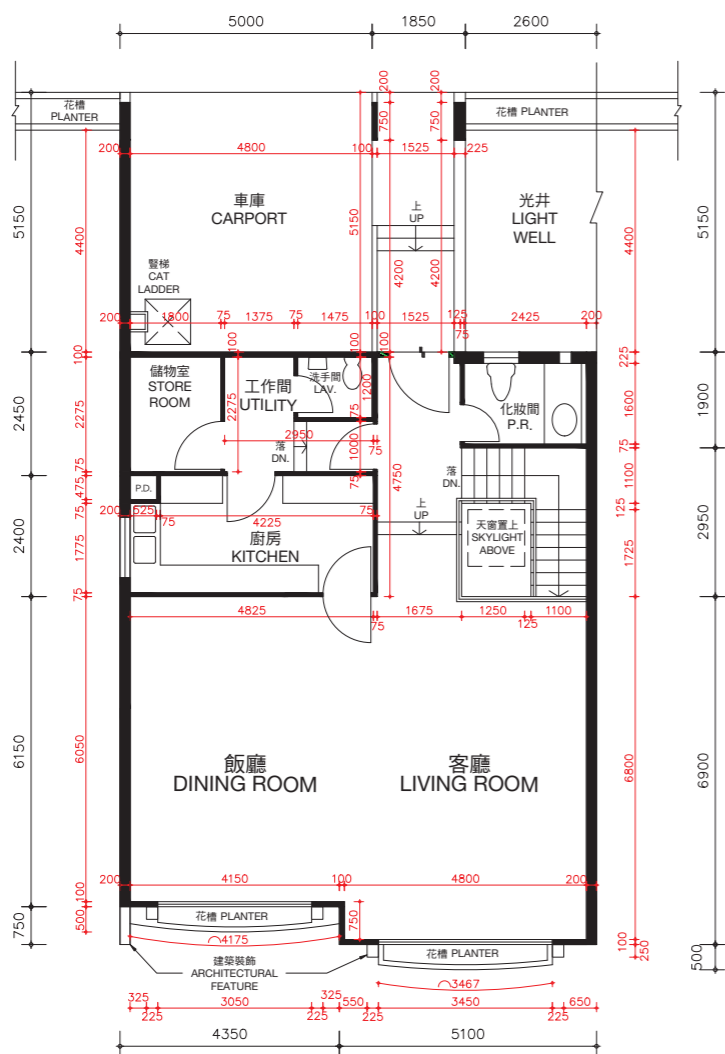 5000
1850
2600
花槽
PLANTER
花槽 PLANTER
200
200
750
750
200
4800
100
1525
225
車庫
CARPORT
光井
LIGHT
WELL
上
UP
5150
4400
5150
4200
4200
4400
5150
豎梯
CAT
LADDER
200
1800
75
1375
75
1475
100
1525
125
75
2425
200
100
100
100
100
225
儲物室
STORE
ROOM
工作間
UTILITY
洗手間
LAV.
化妝間
P.R.
2450
2275
2275
1200
75
1600
1900
2950
75
1000
75
落
DN.
落
DN.
75
475
75
P.D.
4750
75
1100
125
上
UP
200
525
75
4225
75
廚房
KITCHEN
天窗置上
SKYLIGHT
ABOVE
2400
1775
1725
2950
75
4825
75
1675
1250
125
1100
飯廳
DINING ROOM
客廳
LIVING ROOM
6150
6050
6800
6900
200
4150
100
4800
200
100
500
750
750
花槽 PLANTER
花槽 PLANTER
100
250
500
4175
建築裝飾
ARCHITECTURAL
FEATURE
3467
325
225
3050
225
325
550
225
3450
225
650
4350
5100